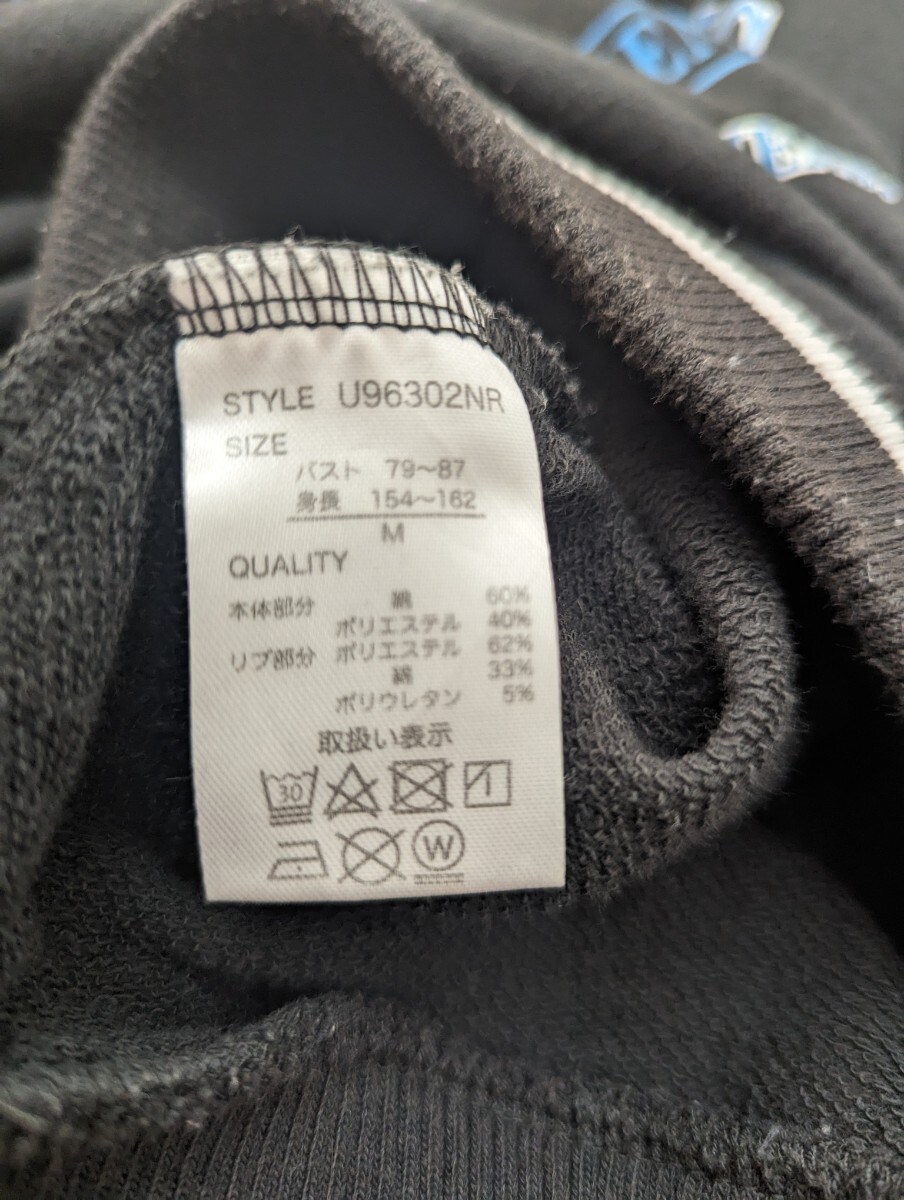 STYLE U96302NR
SIZE
バスト 79～87
身長 154～162
M
QUALITY
本体部分 綿 60%
ポリエステル 40%
リブ部分 ポリエステル 62%
綿 33%
ポリウレタン 5%
取扱い表示
30
W